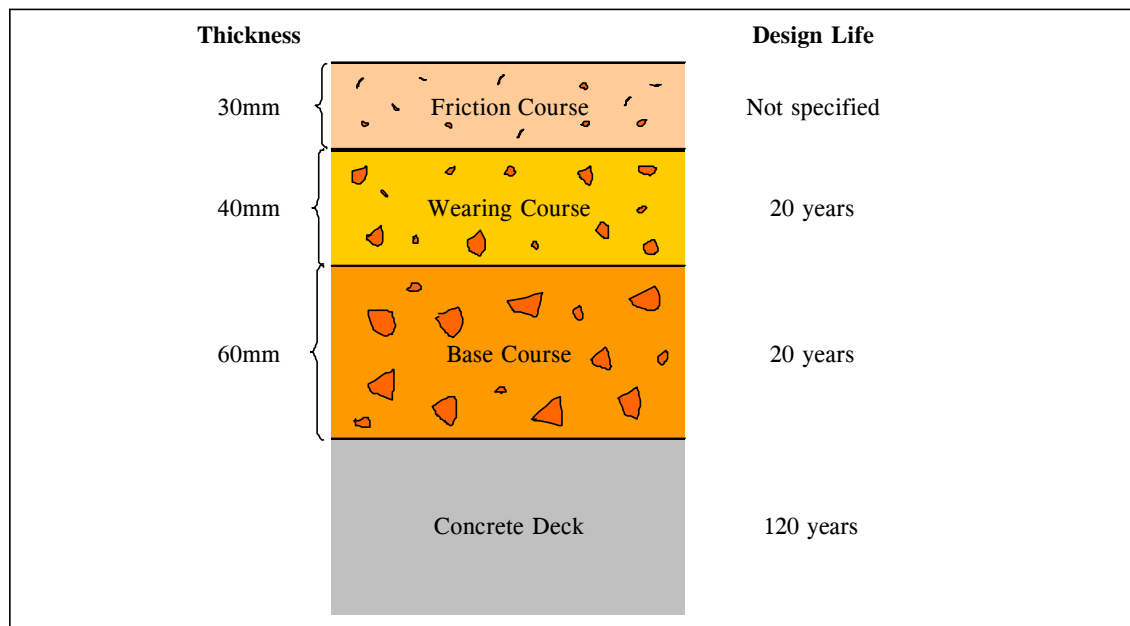 Thickness Design Life
30mm Friction Course Not specified
40mm Wearing Course 20 years
60mm Base Course 20 years
Concrete Deck 120 years